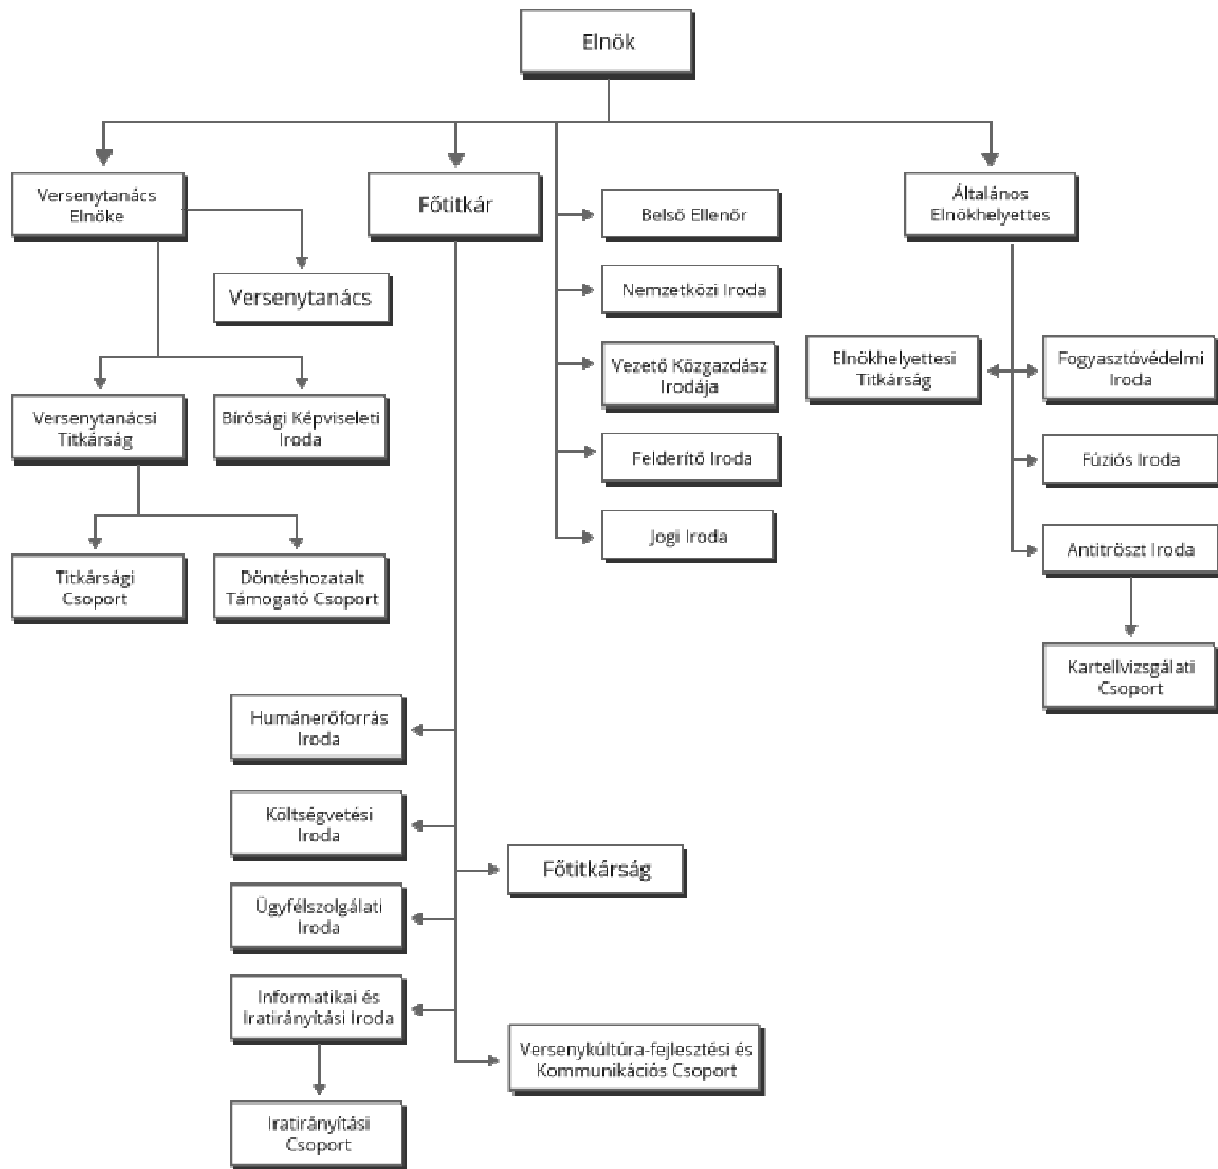 Elnök
Versenytanács
Elnöke
Főtitkár
Általános
Elnökhelyettes
Belső Ellenőr
Nemzetközi Iroda
Vezető Közgazdász
Irodája
Felderítő Iroda
Jogi Iroda
Versenytanács
Versenytanácsi
Titkárság
Bírósági Képviseleti
Iroda
Titkársági
Csoport
Döntéshozatalt
Támogató Csoport
Elnökhelyettesi
Titkárság
Fogyasztóvédelmi
Iroda
Fúziós Iroda
Antitröszt Iroda
Kartellvizsgálati
Csoport
Humánerőforrás
Iroda
Költségvetési
Iroda
Ügyfélszolgálati
Iroda
Informatikai és
Iratirányítási Iroda
Iratirányítási
Csoport
Főtitkárság
Versenykultúra-fejlesztési és
Kommunikációs Csoport